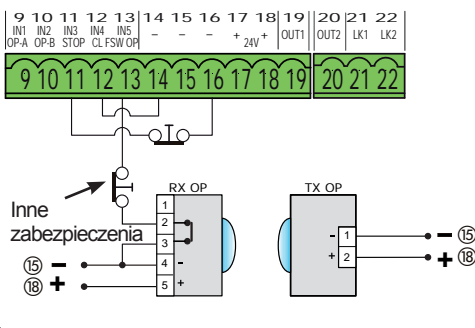 9 10 11 12 13 14 15 16 17 18 19 20 21 22
IN1 IN2 IN3 IN4 IN5 - - - + + OUT1 OUT2 LK1 LK2
OP-A OP-B STOP CL FSW OP 24V
9 10 11 12 13 14 15 16 17 18 19 20 21 22
RX OP TX OP
Inne
zabezpieczenia
1
2
3
4 -
5 +
- 1
+ 2
⑮ -
⑱ +
- ⑮
+ ⑱